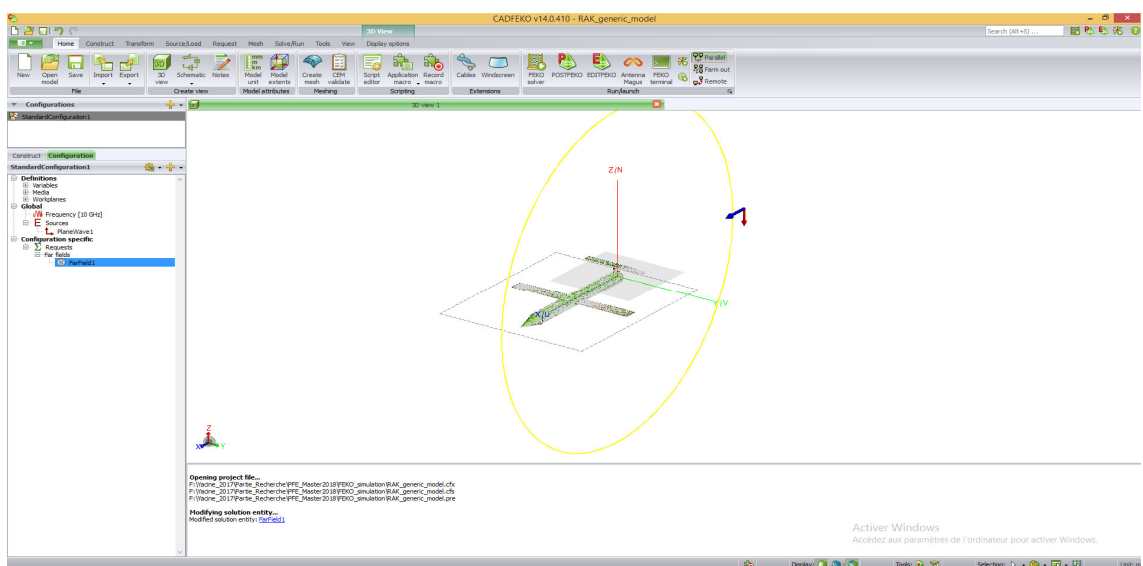 CADFEKO v14.0.410 - RAK_generic_model
3D View
Search (Alt+S) ...
Home Construct Transform Source/Load Request Mesh Solve/Run Tools View Display options
New Open model Save Import Export
3D view Schematic Notes
Model unit Model extents
Create mesh CEM validate
Script editor Application macro Record macro
Cables Windscreen
FEKO solver POSTFEKO EDITFEKO Antenna Magus FEKO terminal
Parallel
Farm out
Remote
File Create view Model attributes Meshing Scripting Extensions Run/launch
Configurations
3D view 1
StandardConfiguration1
Construct Configuration
StandardConfiguration1
Definitions
Variables
Media
Workplanes
Global
Frequency [10 GHz]
Sources
PlaneWave1
Configuration specific
Requests
Far fields
FarField1
Z/N
X/U
Y/V
Z
X Y
Opening project file...
F:\Yacine_2017\Partie_Recherche\PFE_Master2018\FEKO_simulation\RAK_generic_model.cfx
F:\Yacine_2017\Partie_Recherche\PFE_Master2018\FEKO_simulation\RAK_generic_model.cfs
F:\Yacine_2017\Partie_Recherche\PFE_Master2018\FEKO_simulation\RAK_generic_model.pre
Modifying solution entity...
Modified solution entity: FarField1
Activer Windows
Accédez aux paramètres de l'ordinateur pour activer Windows.
Display: Tools: Selection: Unit: m